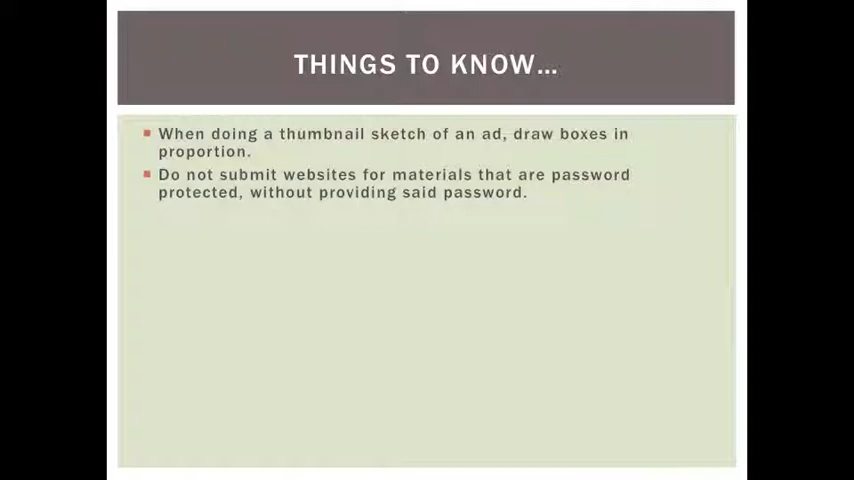 THINGS TO KNOW...
When doing a thumbnail sketch of an ad, draw boxes in
proportion.
Do not submit websites for materials that are password
protected, without providing said password.